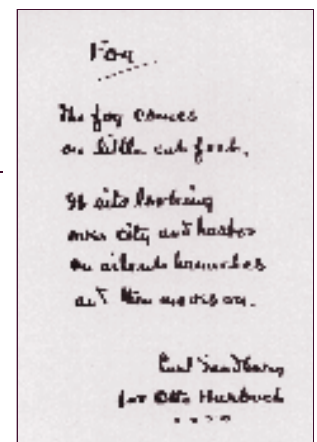 Fog
The fog comes
on little cat feet.
It sits looking
over city and harbor
on silent haunches
and then moves on.
Carl Sandburg
for Otto Harbach